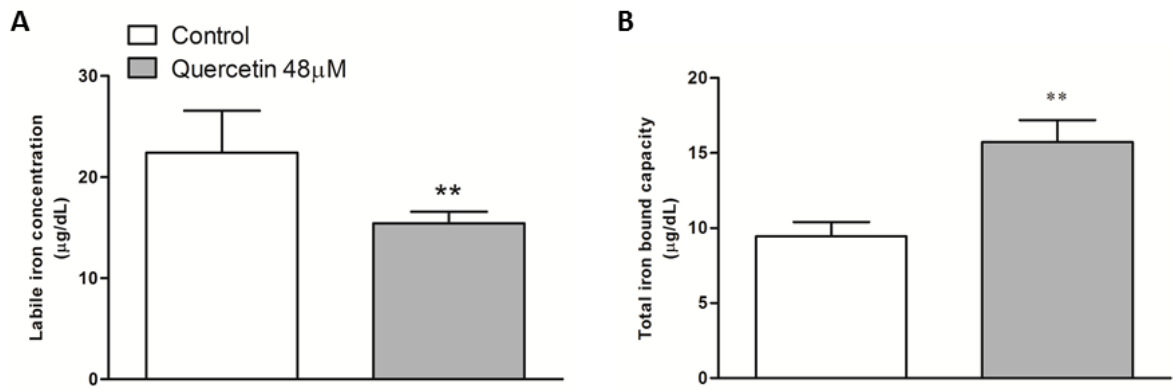 A
Control
Quercetin 48μM
Labile iron concentration
(μg/dL)
30
20
10
0
**
B
Total iron bound capacity
(μg/dL)
20
15
10
5
0
**